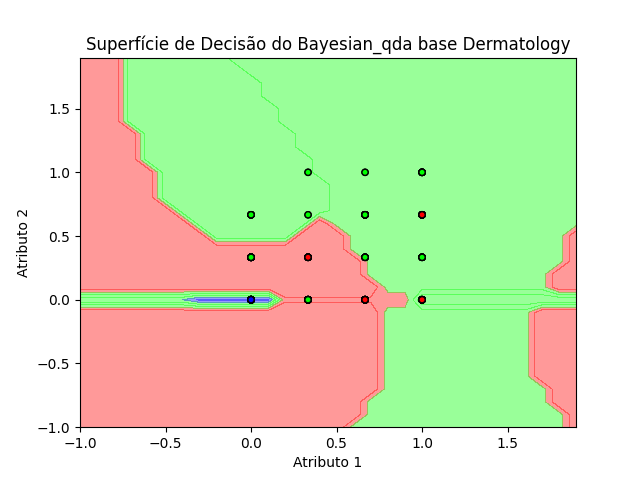 Superfície de Decisão do Bayesian_qda base Dermatology
Atributo 2
1.5
1.0
0.5
0.0
−0.5
−1.0
−1.0 −0.5 0.0 0.5 1.0 1.5
Atributo 1